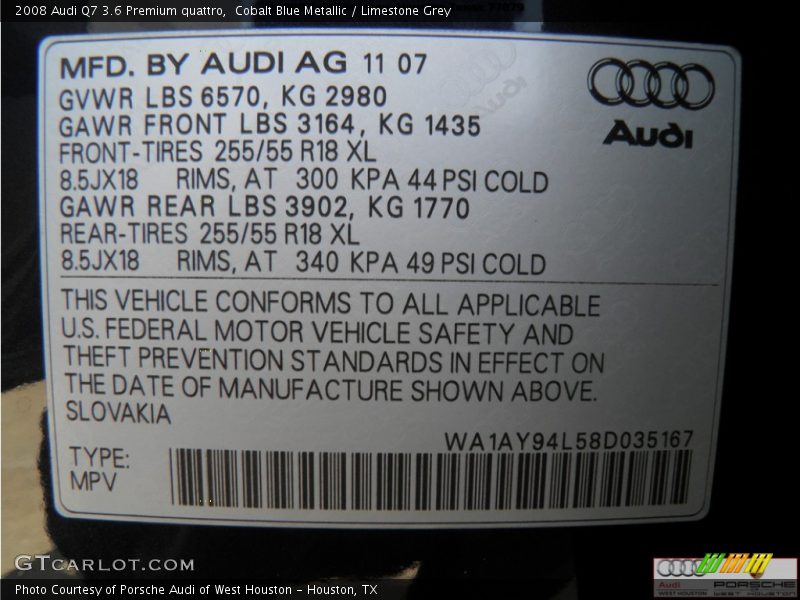 2008 Audi Q7 3.6 Premium quattro,  Cobalt Blue Metallic / Limestone Grey
MFD. BY AUDI AG 11 07
GVWR LBS 6570, KG 2980
GAWR FRONT LBS 3164, KG 1435
FRONT-TIRES 255/55 R18 XL
8.5JX18 RIMS, AT 300 KPA 44 PSI COLD
GAWR REAR LBS 3902, KG 1770
REAR-TIRES 255/55 R18 XL
8.5JX18 RIMS, AT 340 KPA 49 PSI COLD
Audi
THIS VEHICLE CONFORMS TO ALL APPLICABLE
U.S. FEDERAL MOTOR VEHICLE SAFETY AND
THEFT PREVENTION STANDARDS IN EFFECT ON
THE DATE OF MANUFACTURE SHOWN ABOVE.
SLOVAKIA
WA1AY94L58D035167
TYPE:
MPV
GTCARLOT.COM
Photo Courtesy of Porsche Audi of West Houston – Houston, TX
Audi PORSCHE
WEST HOUSTON WEST HOUSTON